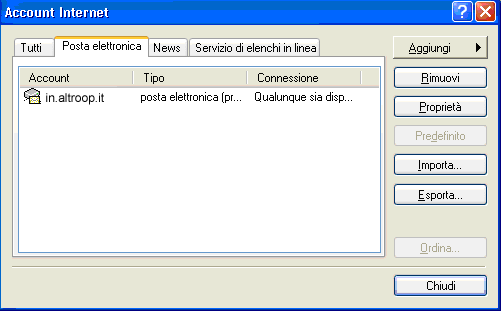 Account Internet
Tutti Posta elettronica News Servizio di elenchi in linea
Account Tipo Connessione
in.altroop.it posta elettronica (pr... Qualunque sia disp...
Aggiungi
Rimuovi
Proprietà
Predefinito
Importa...
Esporta...
Ordina...
Chiudi